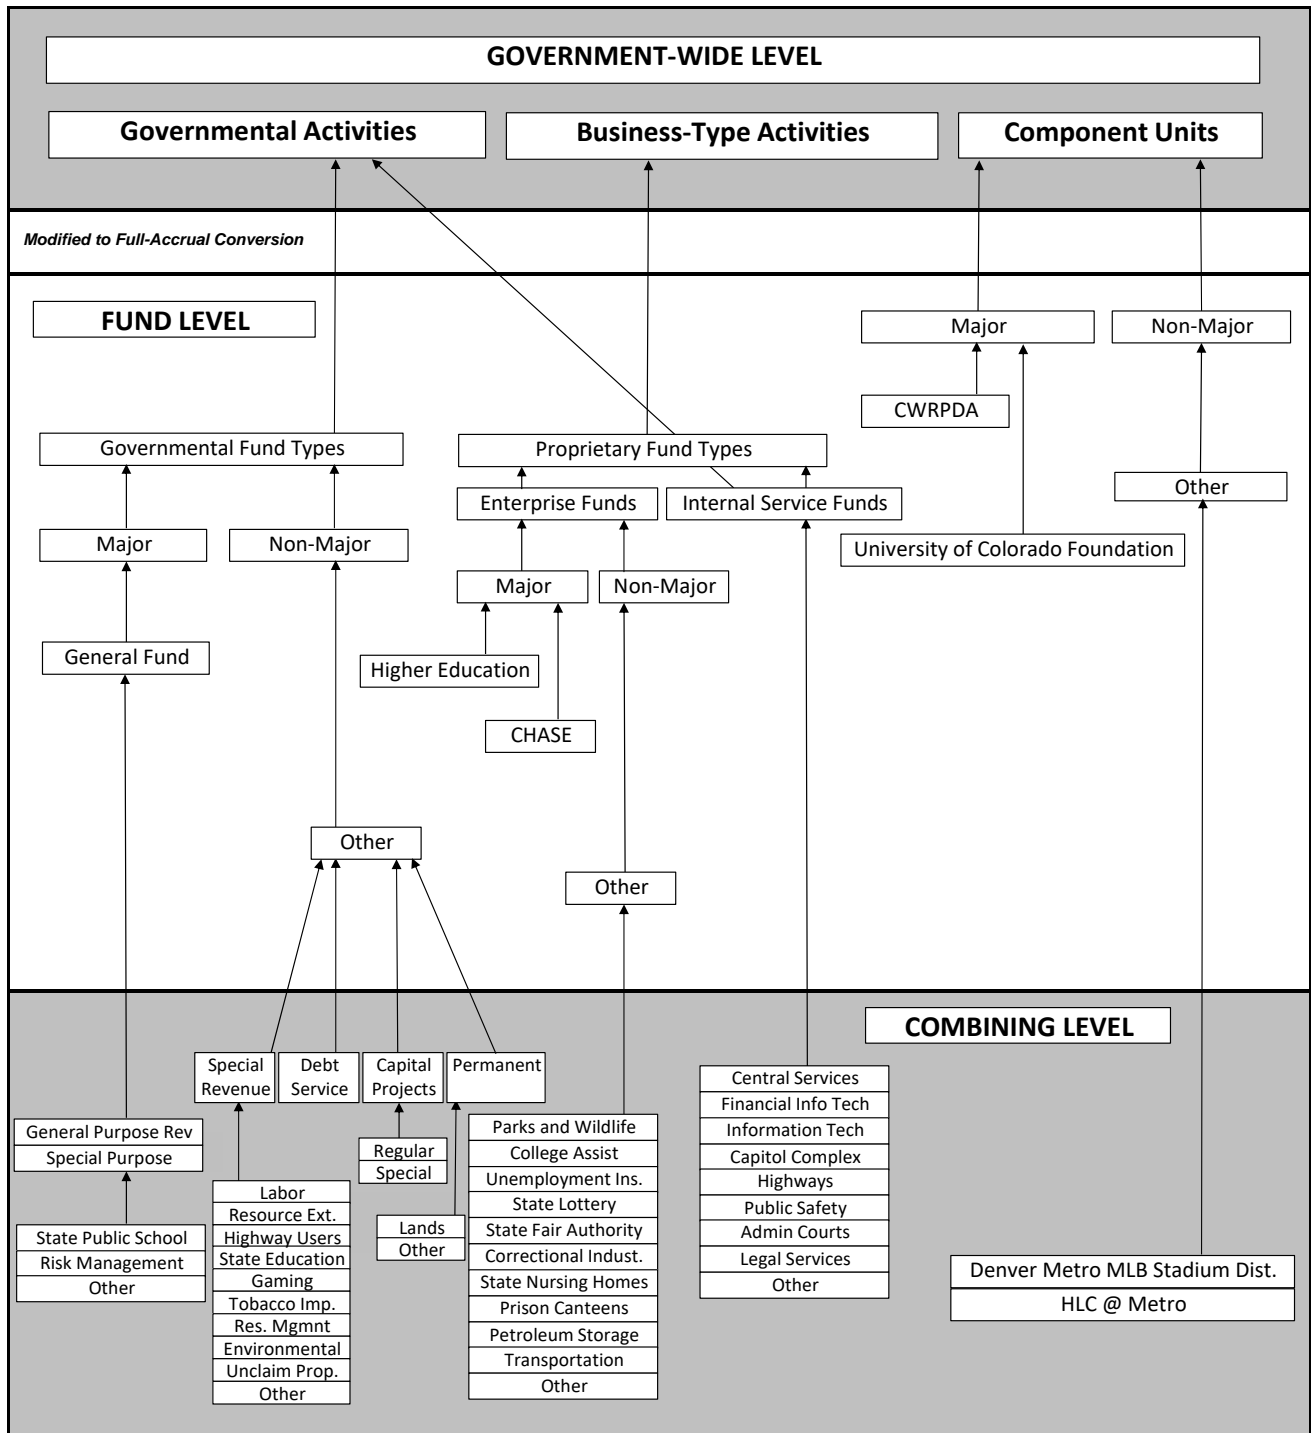 GOVERNMENT-WIDE LEVEL
Governmental Activities
Business-Type Activities
Component Units
Modified to Full-Accrual Conversion
FUND LEVEL
Major
Non-Major
CWRPDA
Governmental Fund Types
Proprietary Fund Types
Other
Enterprise Funds
Internal Service Funds
Major
Non-Major
University of Colorado Foundation
Major
Non-Major
General Fund
Higher Education
CHASE
Other
Other
COMBINING LEVEL
Special
Revenue
Debt
Service
Capital
Projects
Permanent
General Purpose Rev
Special Purpose
State Public School
Risk Management
Other
Labor
Resource Ext.
Highway Users
State Education
Gaming
Tobacco Imp.
Res. Mgmnt
Environmental
Unclaim Prop.
Other
Regular
Special
Lands
Other
Parks and Wildlife
College Assist
Unemployment Ins.
State Lottery
State Fair Authority
Correctional Indust.
State Nursing Homes
Prison Canteens
Petroleum Storage
Transportation
Other
Central Services
Financial Info Tech
Information Tech
Capitol Complex
Highways
Public Safety
Admin Courts
Legal Services
Other
Denver Metro MLB Stadium Dist.
HLC @ Metro